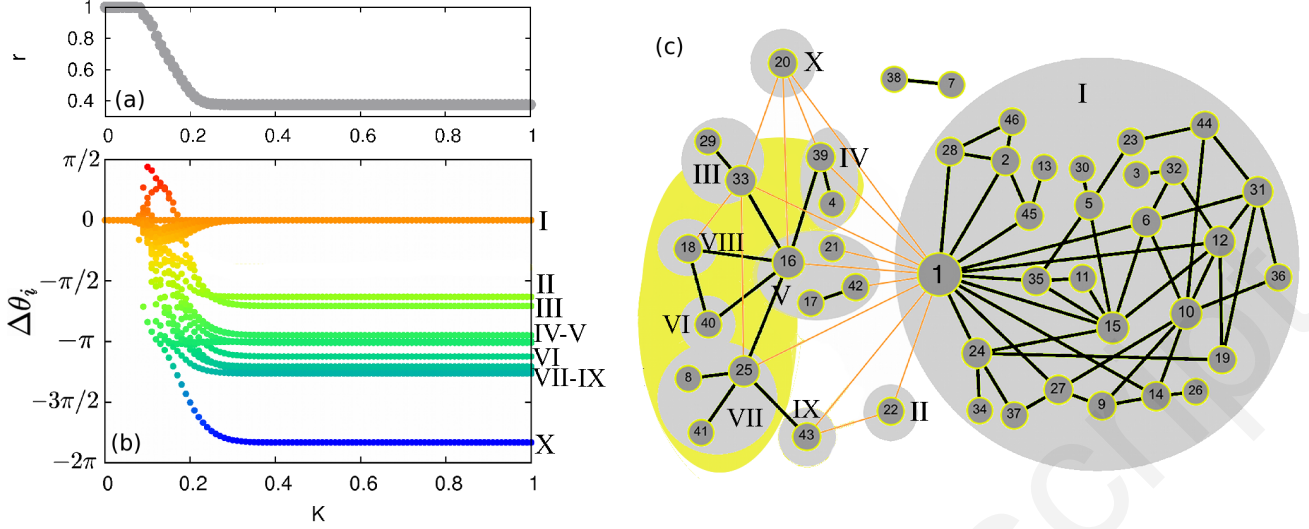 1
0.8
0.6
0.4
r
(a)
0 0.2 0.4 0.6 0.8 1
K
π/2
0
−π/2
−π
−3π/2
−2π
Δθi
(b)
I
II
III
IV-V
VI
VII-IX
X
0 0.2 0.4 0.6 0.8 1
K
(c)
20 X
38 7
I
46 44
29 39 IV 28 2 13 30 23 3 32
III 33 4 45 5 6 31
18 VIII 21 12
16 1 35 11 36
V 17 42
VI 40 15 10
24 19
8 25 27 14 26
VII IX 22 II 34 37 9
41 43
script